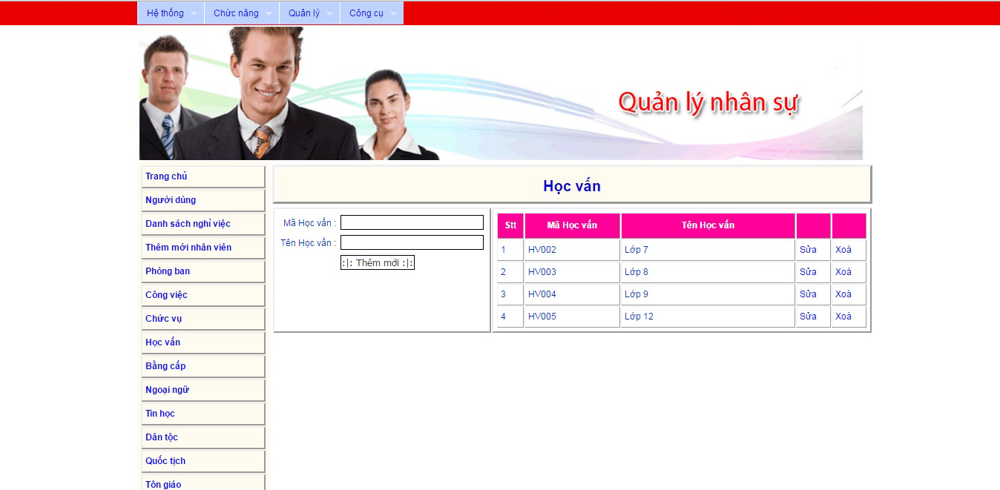 Hệ thống Chức năng Quản lý Công cụ
Quản lý nhân sự
Trang chủ
Người dùng
Danh sách nghỉ việc
Thêm mới nhân viên
Phòng ban
Công việc
Chức vụ
Học vấn
Bằng cấp
Ngoại ngữ
Tin học
Dân tộc
Quốc tịch
Tôn giáo
Học vấn
Mã Học vấn :
Tên Học vấn :
:|: Thêm mới :|:
Stt Mã Học vấn Tên Học vấn
1 HV002 Lớp 7 Sửa Xoá
2 HV003 Lớp 8 Sửa Xoá
3 HV004 Lớp 9 Sửa Xoá
4 HV005 Lớp 12 Sửa Xoá